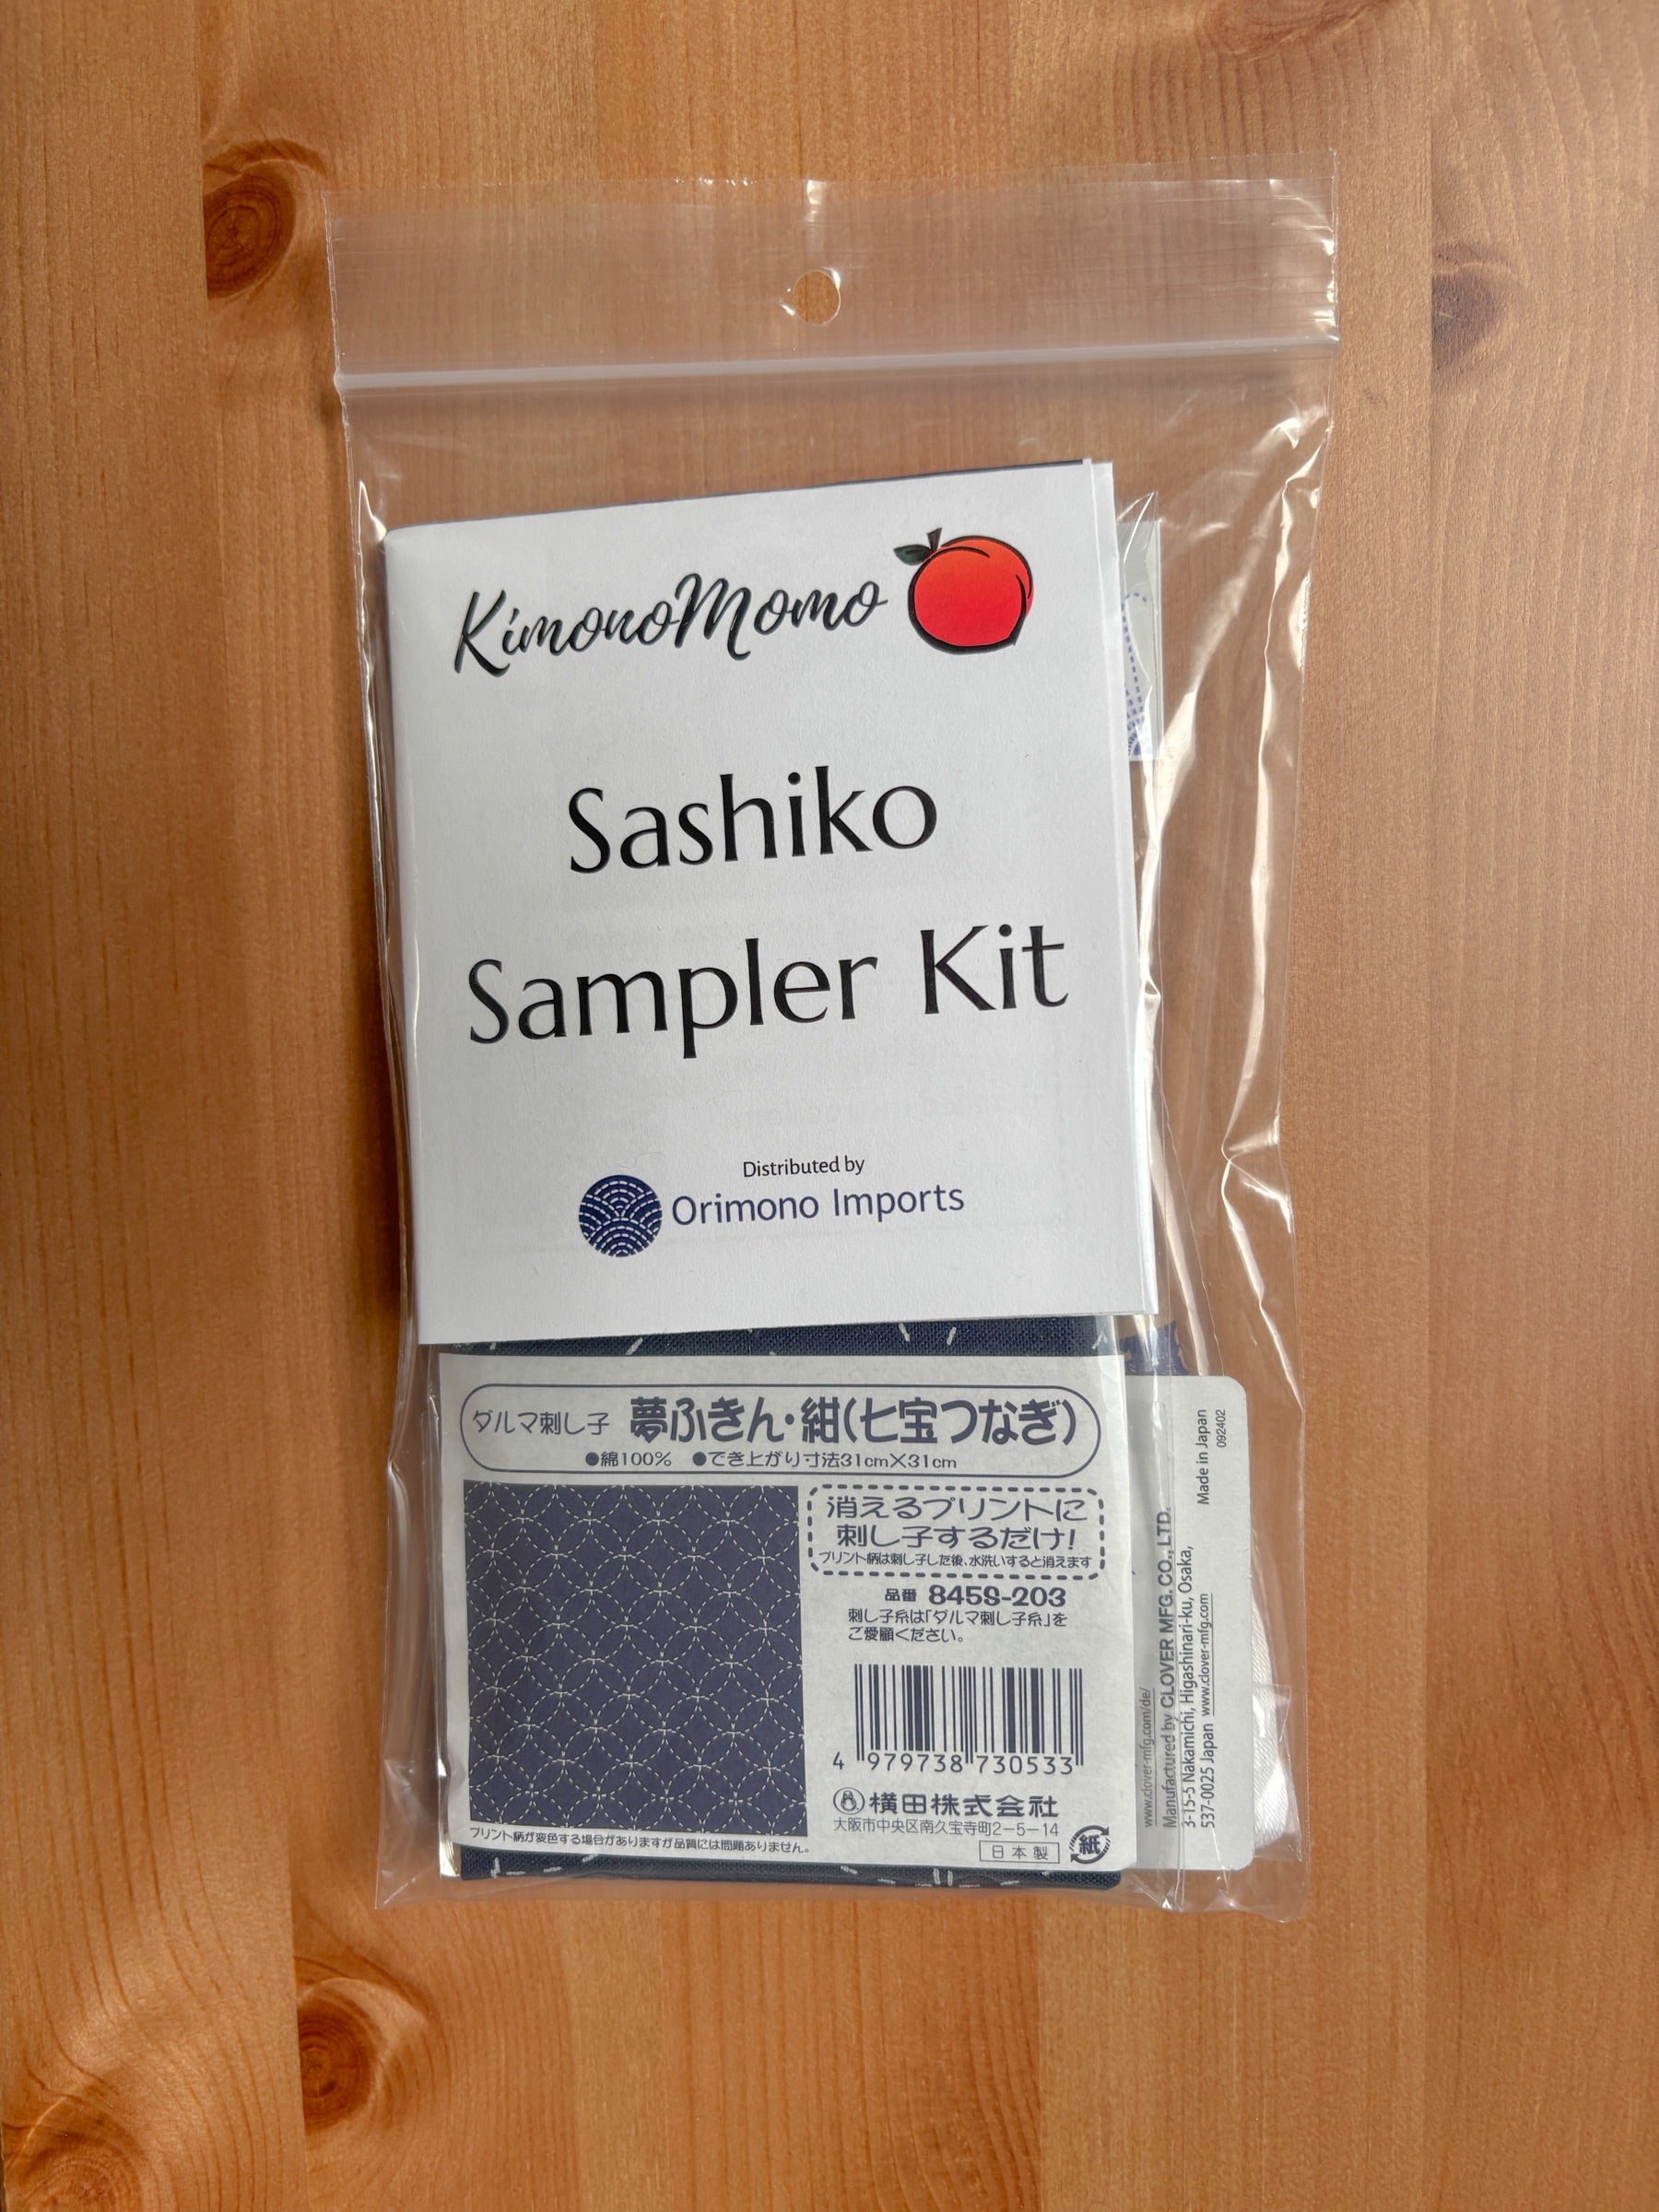 KimonoMomo
Sashiko
Sampler Kit
Distributed by
Orimono Imports
ダルマ刺し子 夢ふきん・紺(七宝つなぎ)
●綿100% ●でき上がり寸法31cm×31cm
消えるプリントに
刺し子するだけ!
プリント柄は刺し子した後、水洗いすると消えます
品番 8459-203
刺し子糸は「ダルマ刺し子糸」を
ご愛顧ください。
4 979738 730533
横田株式会社
大阪市中央区南久宝寺町2-5-14
日本製
紙
プリント柄が変色する場合がありますが品質には問題ありません。
www.clover-mfg.com/de/
Manufactured by CLOVER MFG. CO., LTD.
3-15-5 Nakamichi, Higashinari-ku, Osaka,
537-0025 Japan www.clover-mfg.com
Made in Japan
092402